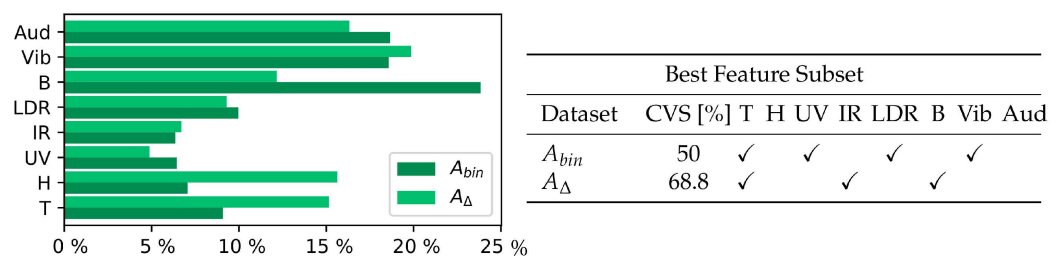 Aud
Vib
B
LDR
IR
UV
H
T
A_bin
A_Δ
0 % 5 % 10 % 15 % 20 % 25 %
Best Feature Subset
Dataset CVS [%] T H UV IR LDR B Vib Aud
A_bin 50 ✓ ✓ ✓ ✓
A_Δ 68.8 ✓ ✓ ✓